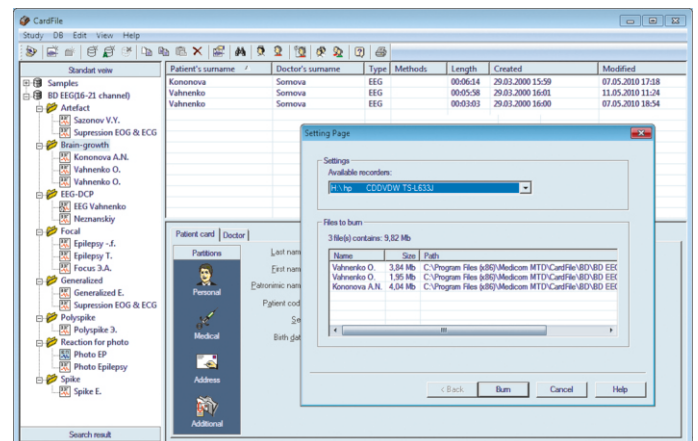 CardFile
Study DB Edit View Help
Standart veiw
Samples
BD EEG(16-21 channel)
Artefact
Sazonov V.Y.
Supression EOG & ECG
Brain-growth
Kononova A.N.
Vahnenko O.
Vahnenko O.
EEG-DCP
EEG Vahnenko
Neznanskiy
Focal
Epilepsy -.f.
Epilepsy T.
Focus 3.A.
Generalized
Generalized E.
Supression EOG & ECG
Polyspike
Polyspike 3.
Reaction for photo
Photo EP
Photo Epilepsy
Spike
Spike E.
Search result
Patient's surname / Doctor's surname Type Methods Length Created Modified
Kononova Somova EEG 00:06:14 29.03.2000 15:59 07.05.2010 17:18
Vahnenko Somova EEG 00:05:58 29.03.2000 16:01 11.05.2010 11:24
Vahnenko Somova EEG 00:03:03 29.03.2000 16:00 07.05.2010 18:54
Patient card Doctor
Partitions
Personal
Medical
Address
Additional
Last nam
First nam
Patronimic nam
Patient cod
Se
Birth dat
Setting Page
Settings
Available recorders:
H:\ hp CDDVDW TS-L633J
Files to burn
3 file(s) contains: 9,82 Mb
Name Size Path
Vahnenko O. 3,84 Mb C:\Program Files (x86)\Medicom MTD\CardFile\BD\BD EEC
Vahnenko O. 1,95 Mb C:\Program Files (x86)\Medicom MTD\CardFile\BD\BD EEC
Kononova A.N. 4,04 Mb C:\Program Files (x86)\Medicom MTD\CardFile\BD\BD EEC
< Back Burn Cancel Help